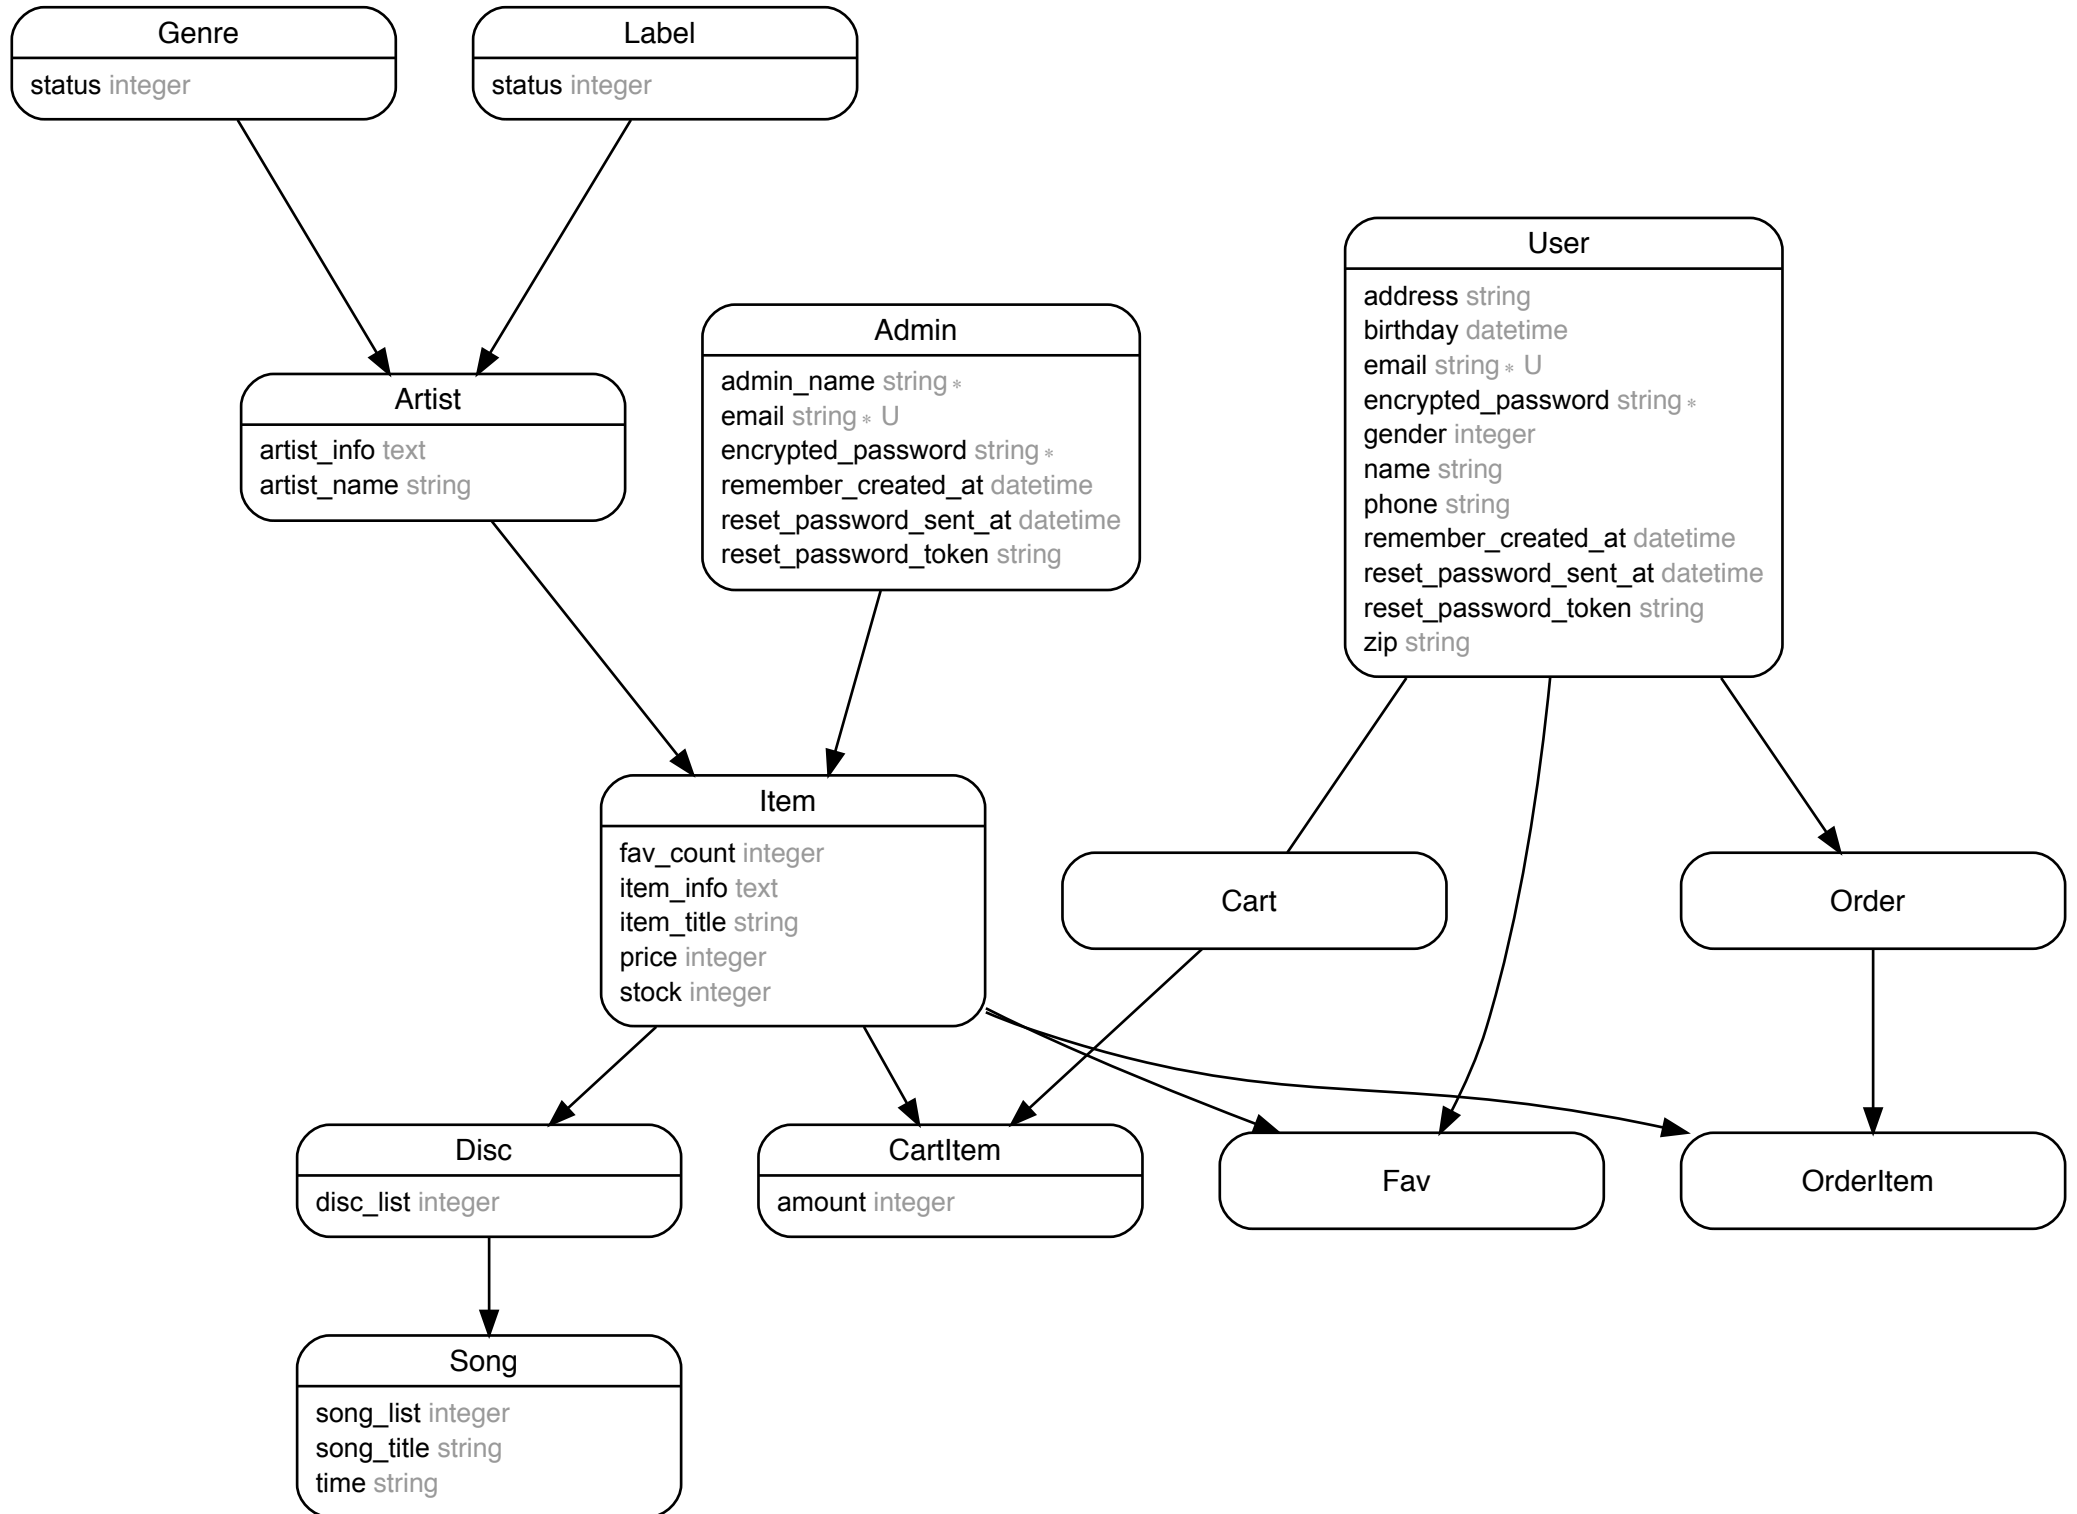 Genre
status integer
Label
status integer
User
address string
birthday datetime
email string∗ U
encrypted_password string∗
gender integer
name string
phone string
remember_created_at datetime
reset_password_sent_at datetime
reset_password_token string
zip string
Admin
admin_name string∗
email string∗ U
encrypted_password string∗
remember_created_at datetime
reset_password_sent_at datetime
reset_password_token string
Artist
artist_info text
artist_name string
Item
fav_count integer
item_info text
item_title string
price integer
stock integer
Cart
Order
Disc
disc_list integer
CartItem
amount integer
Fav
OrderItem
Song
song_list integer
song_title string
time string